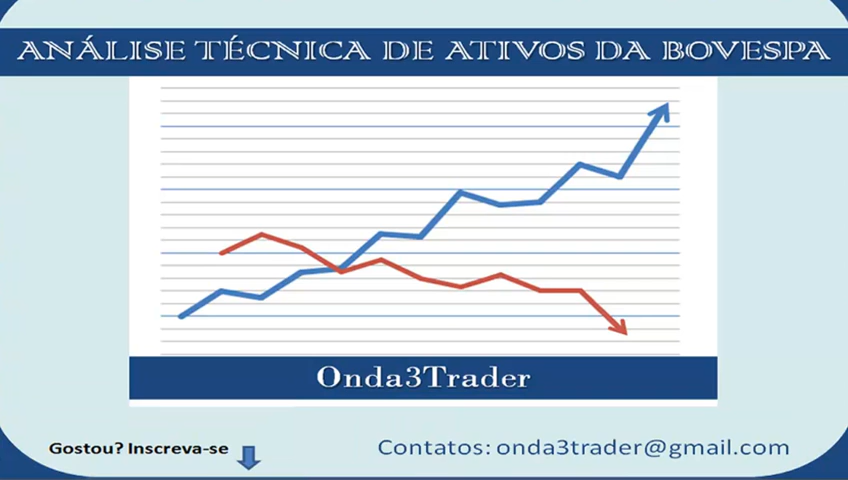 ANÁLISE TÉCNICA DE ATIVOS DA BOVESPA
Onda3Trader
Gostou? Inscreva-se
Contatos: onda3trader@gmail.com